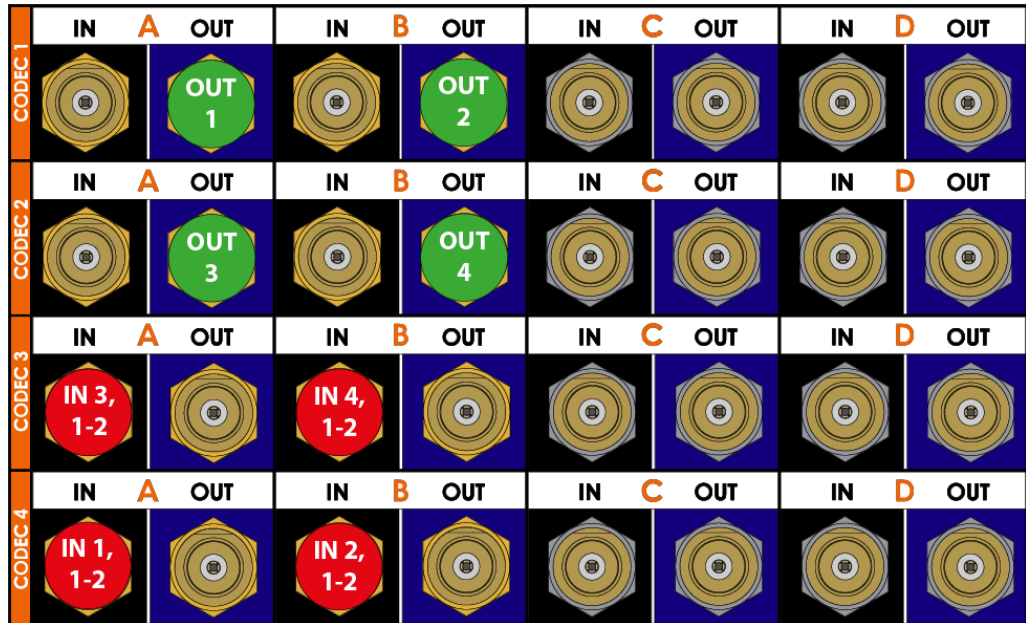 CODEC 1
IN A OUT IN B OUT IN C OUT IN D OUT
OUT
1
OUT
2
CODEC 2
IN A OUT IN B OUT IN C OUT IN D OUT
OUT
3
OUT
4
CODEC 3
IN A OUT IN B OUT IN C OUT IN D OUT
IN 3,
1-2
IN 4,
1-2
CODEC 4
IN A OUT IN B OUT IN C OUT IN D OUT
IN 1,
1-2
IN 2,
1-2